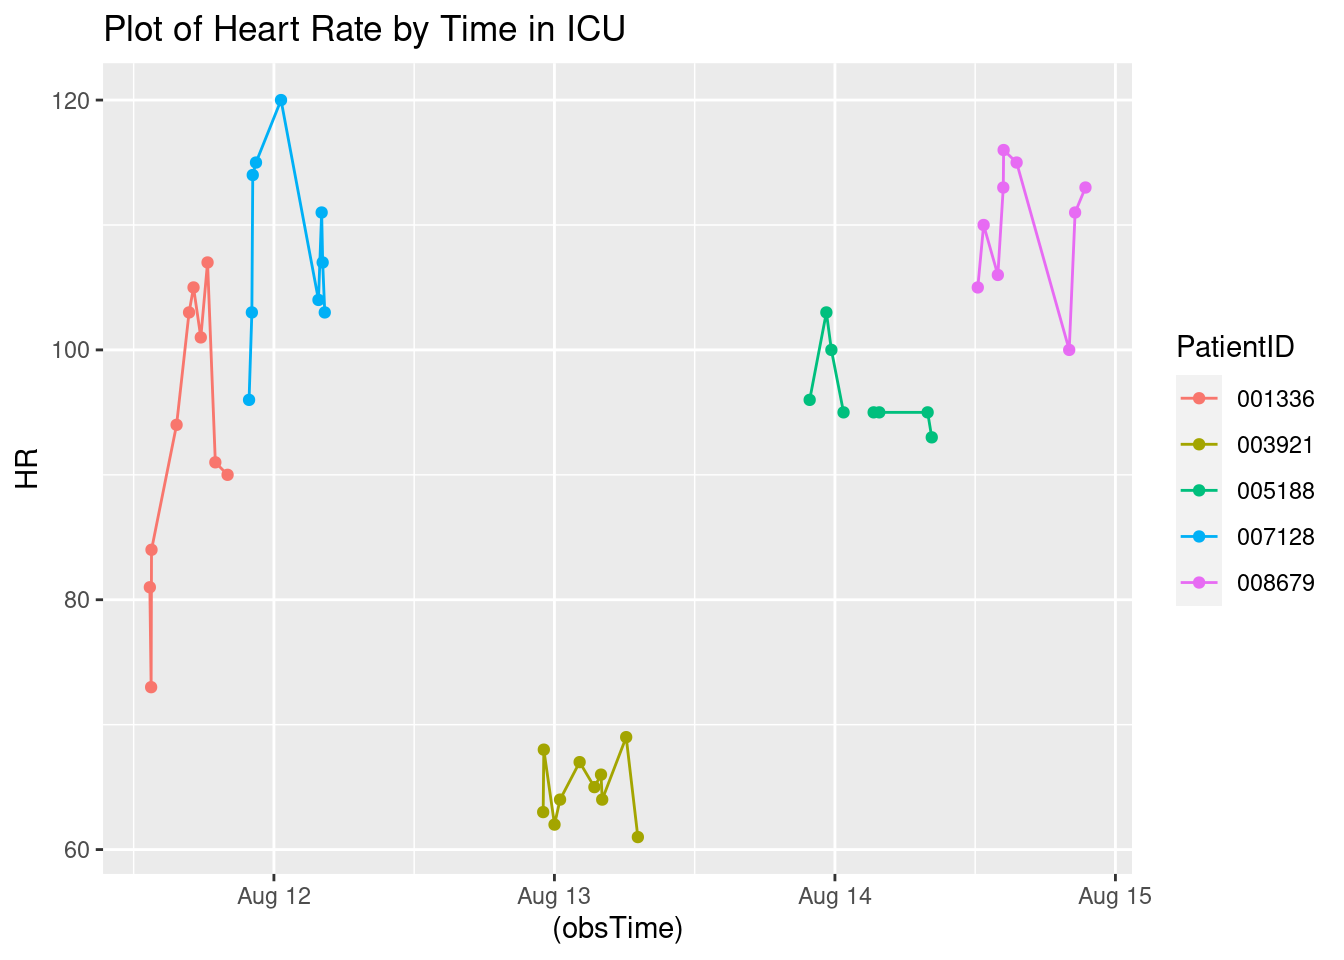 Plot of Heart Rate by Time in ICU
120
100
80
60
HR
Aug 12
Aug 13
Aug 14
Aug 15
(obsTime)
PatientID
001336
003921
005188
007128
008679